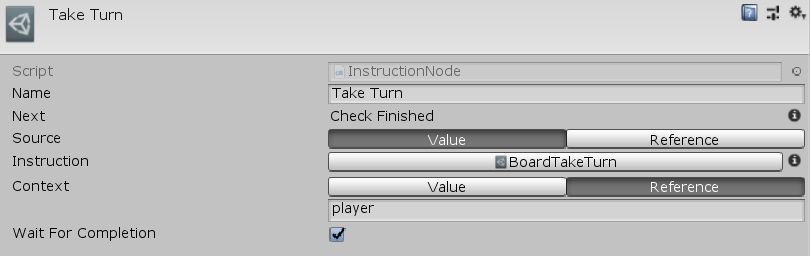 Take Turn
Script InstructionNode
Name Take Turn
Next Check Finished
Source Value Reference
Instruction BoardTakeTurn
Context Value Reference
player
Wait For Completion